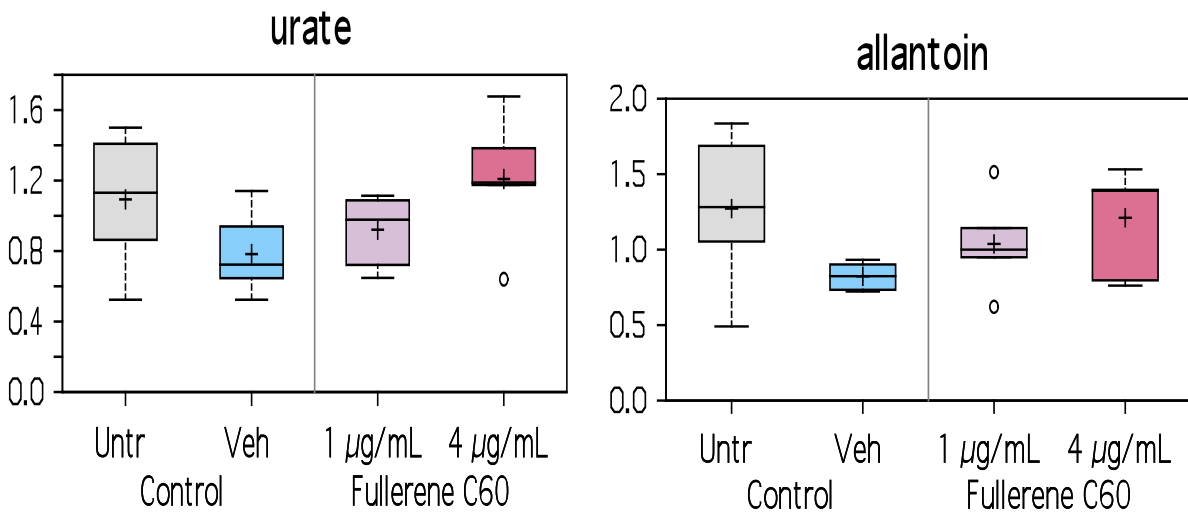 urate
1.6
1.2
0.8
0.4
0.0
Untr Veh 1 µg/mL 4 µg/mL
Control Fullerene C60
allantoin
2.0
1.5
1.0
0.5
0.0
Untr Veh 1 µg/mL 4 µg/mL
Control Fullerene C60